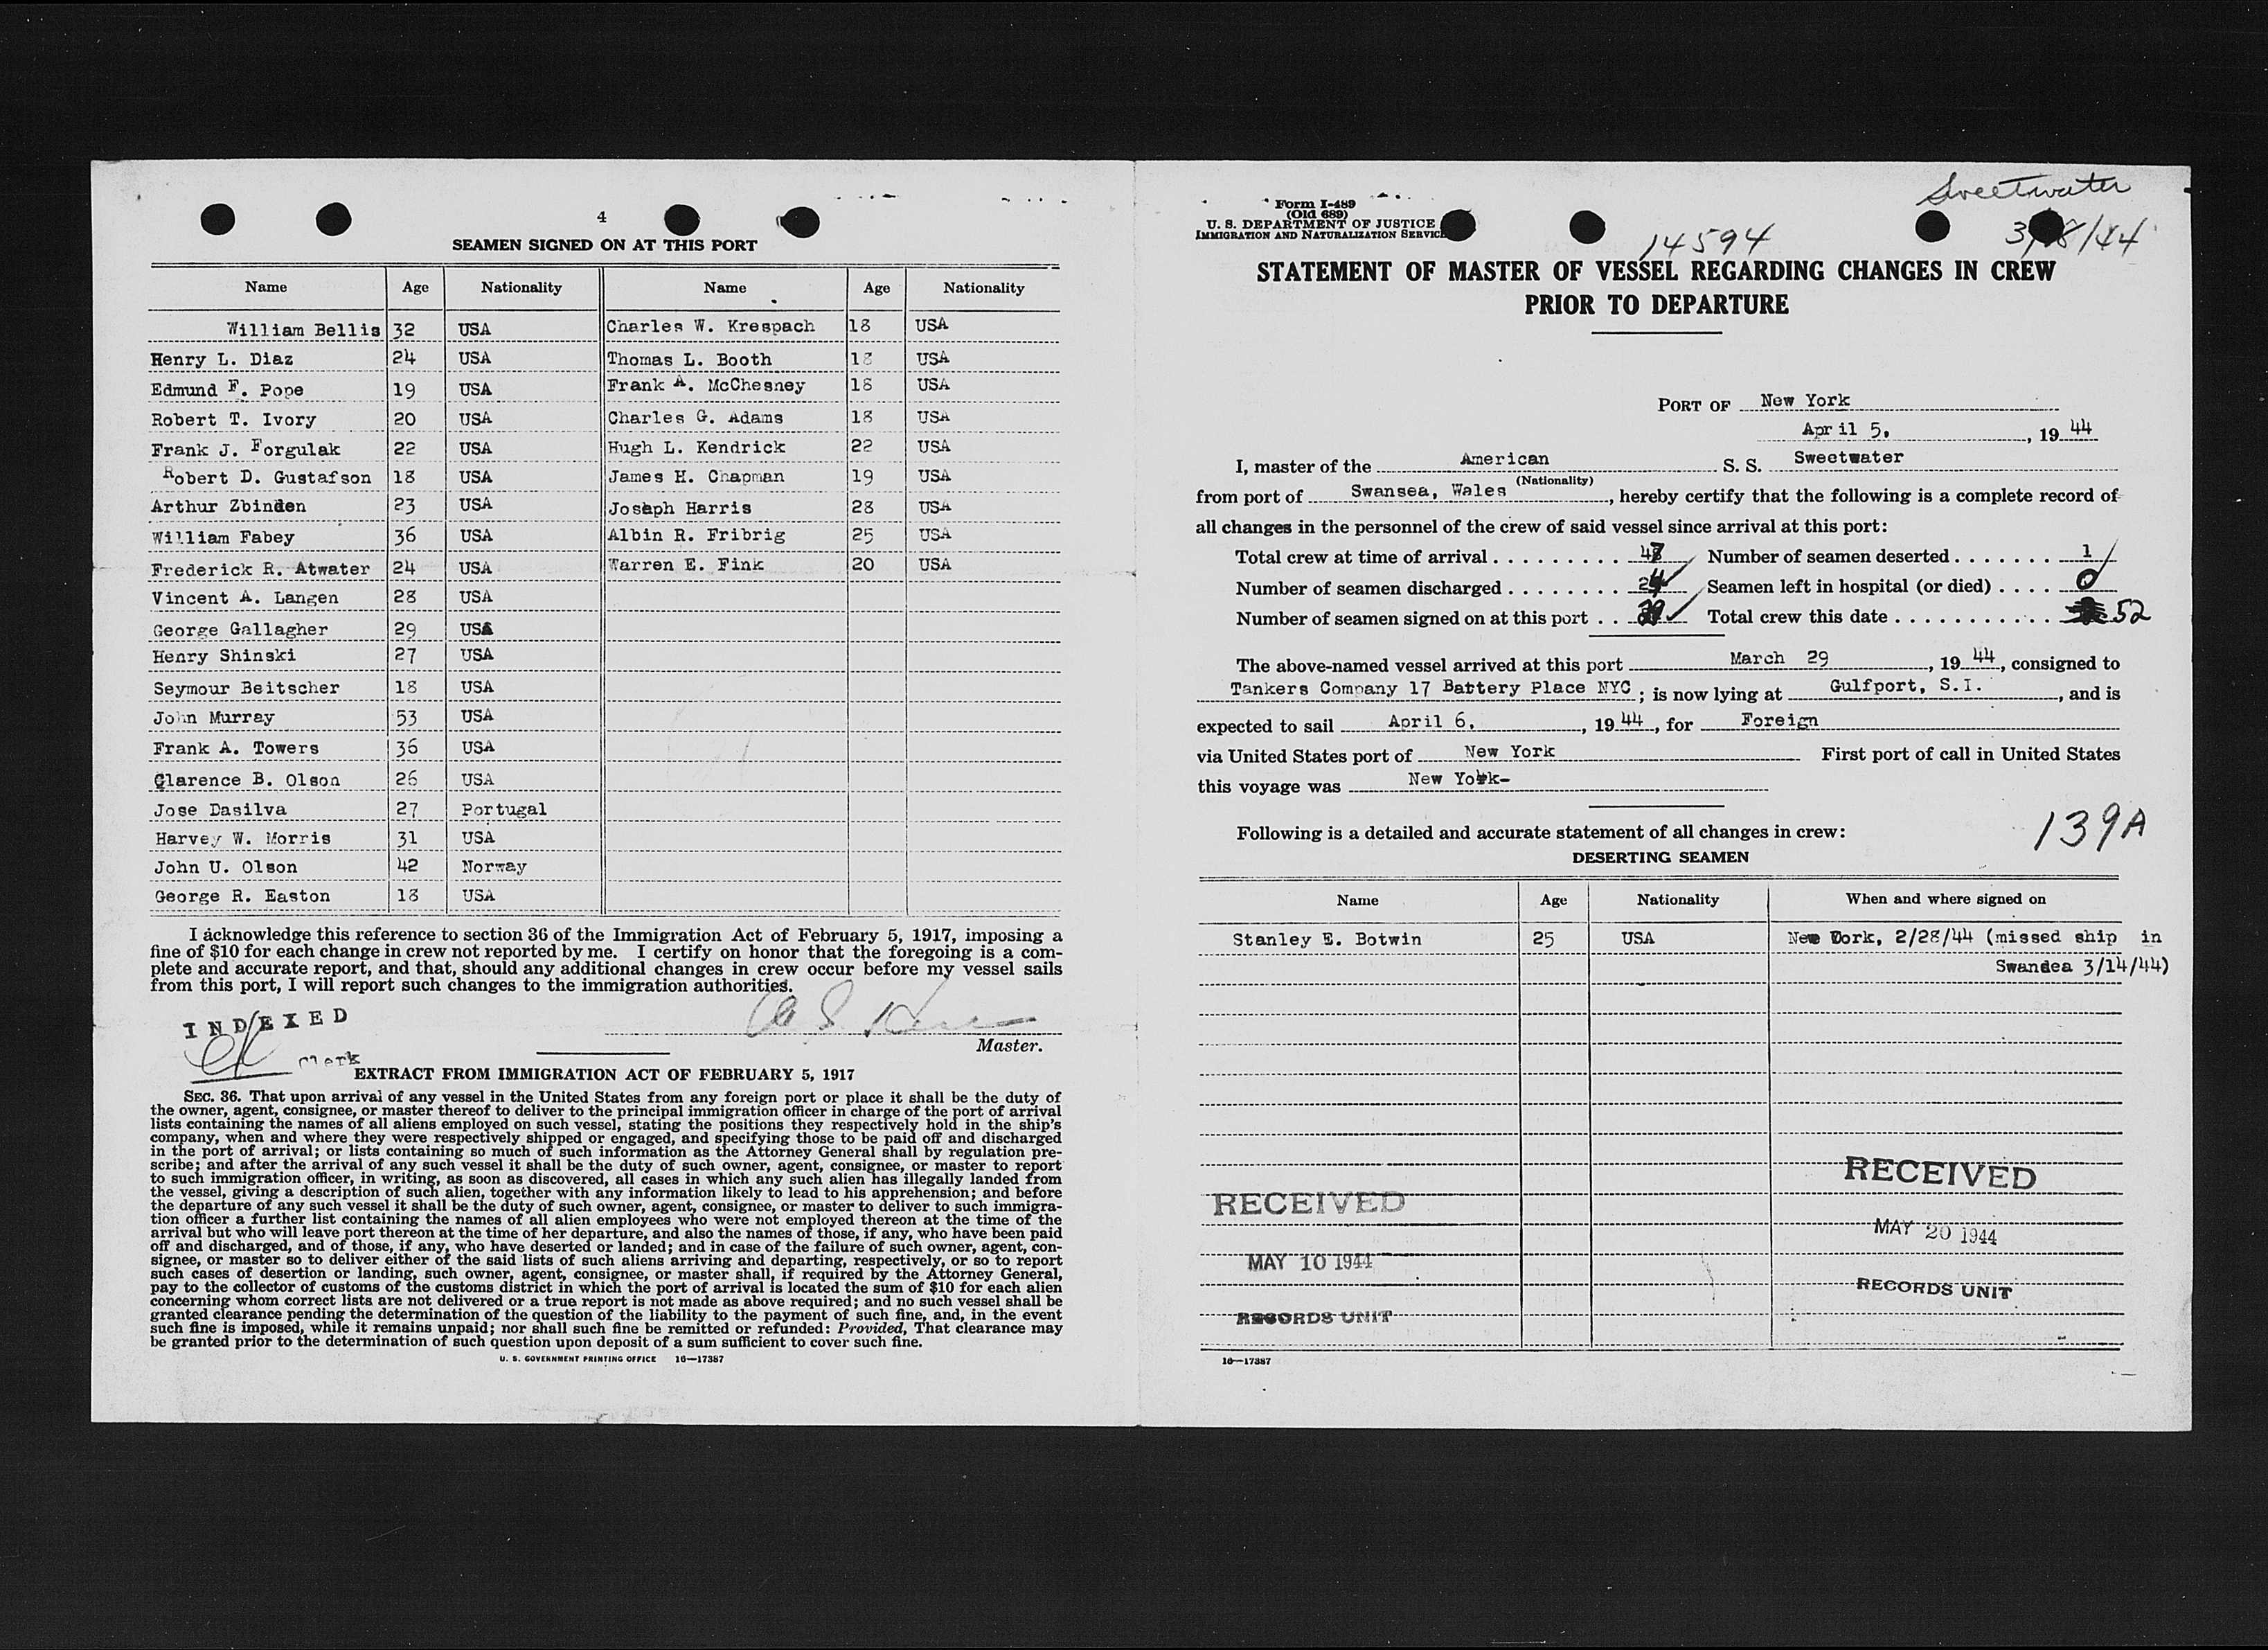 4
SEAMEN SIGNED ON AT THIS PORT
Name Age Nationality Name Age Nationality
William Bellis 32 USA Charles W. Krespach 18 USA
Henry L. Diaz 24 USA Thomas L. Booth 18 USA
Edmund F. Pope 19 USA Frank A. McChesney 18 USA
Robert T. Ivory 20 USA Charles G. Adams 18 USA
Frank J. Forgulak 22 USA Hugh L. Kendrick 22 USA
Robert D. Gustafson 18 USA James H. Chapman 19 USA
Arthur Zbinden 23 USA Joseph Harris 28 USA
William Fabey 36 USA Albin R. Fribrig 25 USA
Frederick R. Atwater 24 USA Warren E. Fink 20 USA
Vincent A. Langen 28 USA
George Gallagher 29 USA
Henry Shinski 27 USA
Seymour Beitscher 18 USA
John Murray 53 USA
Frank A. Towers 36 USA
Clarence B. Olson 26 USA
Jose Dasilva 27 Portugal
Harvey W. Morris 31 USA
John U. Olson 42 Norway
George R. Easton 18 USA
I acknowledge this reference to section 36 of the Immigration Act of February 5, 1917, imposing a
fine of $10 for each change in crew not reported by me. I certify on honor that the foregoing is a com-
plete and accurate report, and that, should any additional changes in crew occur before my vessel sails
from this port, I will report such changes to the immigration authorities.
INDEXED
Master.
Clerk
EXTRACT FROM IMMIGRATION ACT OF FEBRUARY 5, 1917
SEC. 36. That upon arrival of any vessel in the United States from any foreign port or place it shall be the duty of
the owner, agent, consignee, or master thereof to deliver to the principal immigration officer in charge of the port of arrival
lists containing the names of all aliens employed on such vessel, stating the positions they respectively hold in the ship's
company, when and where they were respectively shipped or engaged, and specifying those to be paid off and discharged
in the port of arrival; or lists containing so much of such information as the Attorney General shall by regulation pre-
scribe; and after the arrival of any such vessel it shall be the duty of such owner, agent, consignee, or master to report
to such immigration officer, in writing, as soon as discovered, all cases in which any such alien has illegally landed from
the vessel, giving a description of such alien, together with any information likely to lead to his apprehension; and before
the departure of any such vessel it shall be the duty of such owner, agent, consignee, or master to deliver to such immigra-
tion officer a further list containing the names of all alien employees who were not employed thereon at the time of the
arrival but who will leave port thereon at the time of her departure, and also the names of those, if any, who have been paid
off and discharged, and of those, if any, who have deserted or landed; and in case of the failure of such owner, agent, con-
signee, or master so to deliver either of the said lists of such aliens arriving and departing, respectively, or so to report
such cases of desertion or landing, such owner, agent, consignee, or master shall, if required by the Attorney General,
pay to the collector of customs of the customs district in which the port of arrival is located the sum of $10 for each alien
concerning whom correct lists are not delivered or a true report is not made as above required; and no such vessel shall be
granted clearance pending the determination of the question of the liability to the payment of such fine, and, in the event
such fine is imposed, while it remains unpaid; nor shall such fine be remitted or refunded: Provided, That clearance may
be granted prior to the determination of such question upon deposit of a sum sufficient to cover such fine.
U. S. GOVERNMENT PRINTING OFFICE 16—17387
Sweetwater
Form I-489
(Old 689)
U. S. DEPARTMENT OF JUSTICE
IMMIGRATION AND NATURALIZATION SERVICE
14594
STATEMENT OF MASTER OF VESSEL REGARDING CHANGES IN CREW
PRIOR TO DEPARTURE
PORT OF New York
April 5, , 19 44
I, master of the American S. S. Sweetwater
(Nationality)
from port of Swansea, Wales , hereby certify that the following is a complete record of
all changes in the personnel of the crew of said vessel since arrival at this port:
Total crew at time of arrival . . . . . . . . . 47 Number of seamen deserted . . . . . . . 1
Number of seamen discharged . . . . . . . . 24 Seamen left in hospital (or died) . . . . 0
Number of seamen signed on at this port . . 29 Total crew this date . . . . . . . . . . . 52
The above-named vessel arrived at this port March 29 , 19 44, consigned to
Tankers Company 17 Battery Place NYC ; is now lying at Gulfport, S.I. , and is
expected to sail April 6, , 19 44, for Foreign
via United States port of New York First port of call in United States
this voyage was New York-
Following is a detailed and accurate statement of all changes in crew:
139A
DESERTING SEAMEN
Name Age Nationality When and where signed on
Stanley E. Botwin 25 USA New York, 2/28/44 (missed ship in
Swansea 3/14/44)
RECEIVED
MAY 20 1944
RECORDS UNIT
RECEIVED
MAY 10 1944
RECORDS UNIT
16—17387